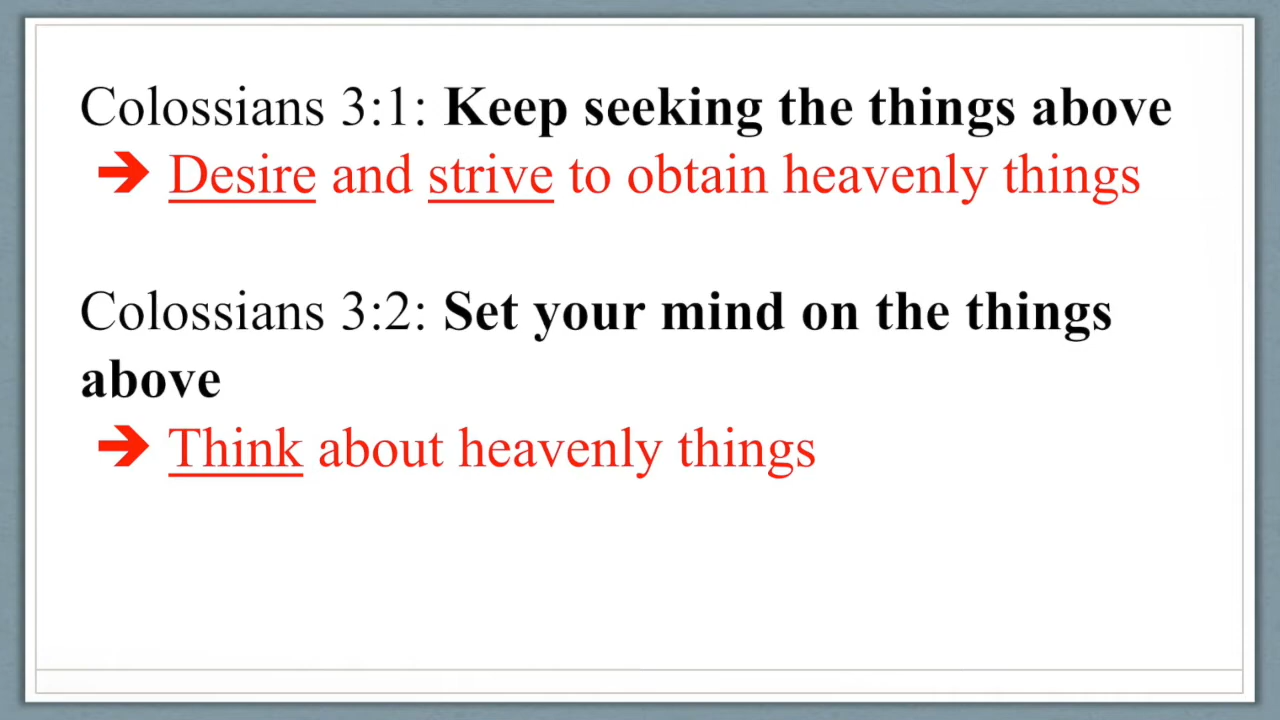 Colossians 3:1: Keep seeking the things above
➔ Desire and strive to obtain heavenly things
Colossians 3:2: Set your mind on the things
above
➔ Think about heavenly things